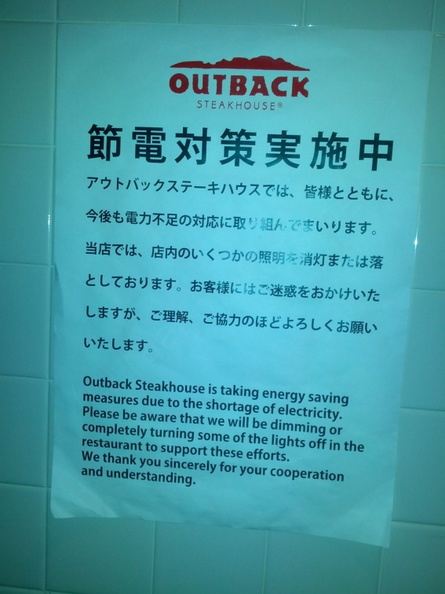 OUTBACK
STEAKHOUSE®
節電対策実施中
アウトバックステーキハウスでは、皆様とともに、
今後も電力不足の対応に取り組んでまいります。
当店では、店内のいくつかの照明を消灯または落
としております。お客様にはご迷惑をおかけいた
しますが、ご理解、ご協力のほどよろしくお願い
いたします。
Outback Steakhouse is taking energy saving
measures due to the shortage of electricity.
Please be aware that we will be dimming or
completely turning some of the lights off in the
restaurant to support these efforts.
We thank you sincerely for your cooperation
and understanding.